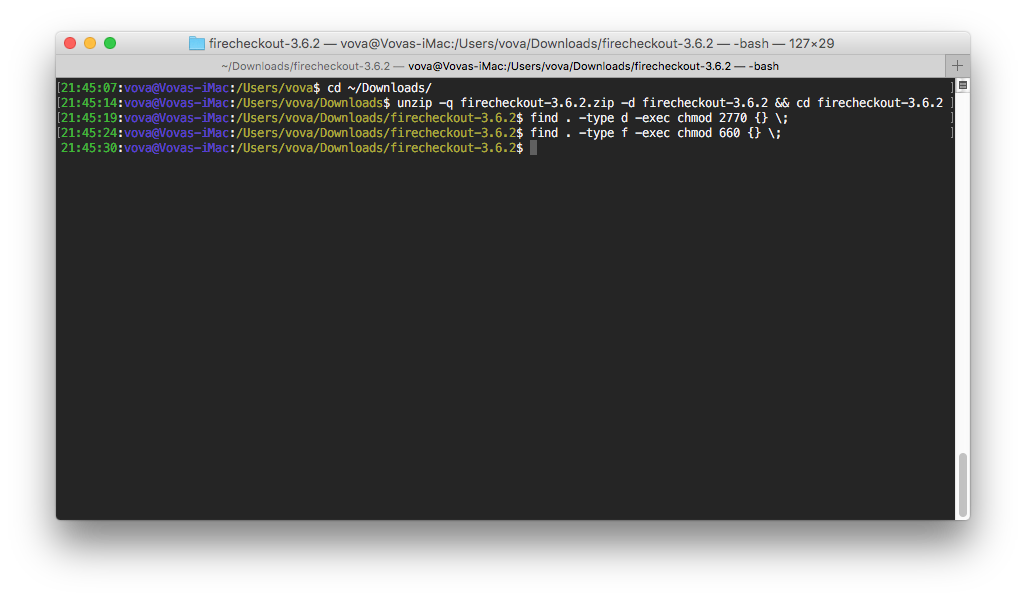 firecheckout-3.6.2 — vova@Vovas-iMac:/Users/vova/Downloads/firecheckout-3.6.2 — -bash — 127×29
~/Downloads/firecheckout-3.6.2 — vova@Vovas-iMac:/Users/vova/Downloads/firecheckout-3.6.2 — -bash +
[21:45:07:vova@Vovas-iMac:/Users/vova$ cd ~/Downloads/ ]
[21:45:14:vova@Vovas-iMac:/Users/vova/Downloads$ unzip -q firecheckout-3.6.2.zip -d firecheckout-3.6.2 && cd firecheckout-3.6.2 ]
[21:45:19:vova@Vovas-iMac:/Users/vova/Downloads/firecheckout-3.6.2$ find . -type d -exec chmod 2770 {} \; ]
[21:45:24:vova@Vovas-iMac:/Users/vova/Downloads/firecheckout-3.6.2$ find . -type f -exec chmod 660 {} \; ]
21:45:30:vova@Vovas-iMac:/Users/vova/Downloads/firecheckout-3.6.2$